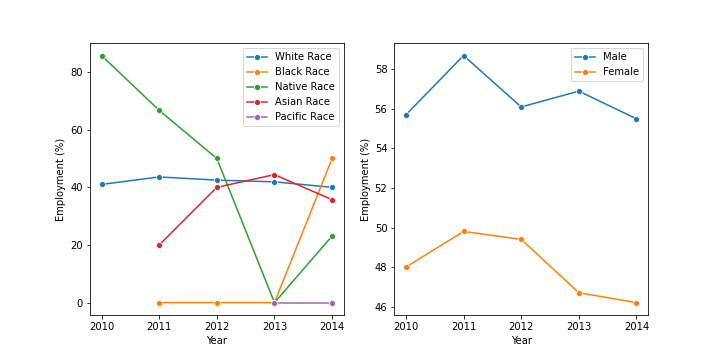 White Race
Black Race
Native Race
Asian Race
Pacific Race
80
60
40
20
0
Employment (%)
2010 2011 2012 2013 2014
Year
Male
Female
58
56
54
52
50
48
46
Employment (%)
2010 2011 2012 2013 2014
Year